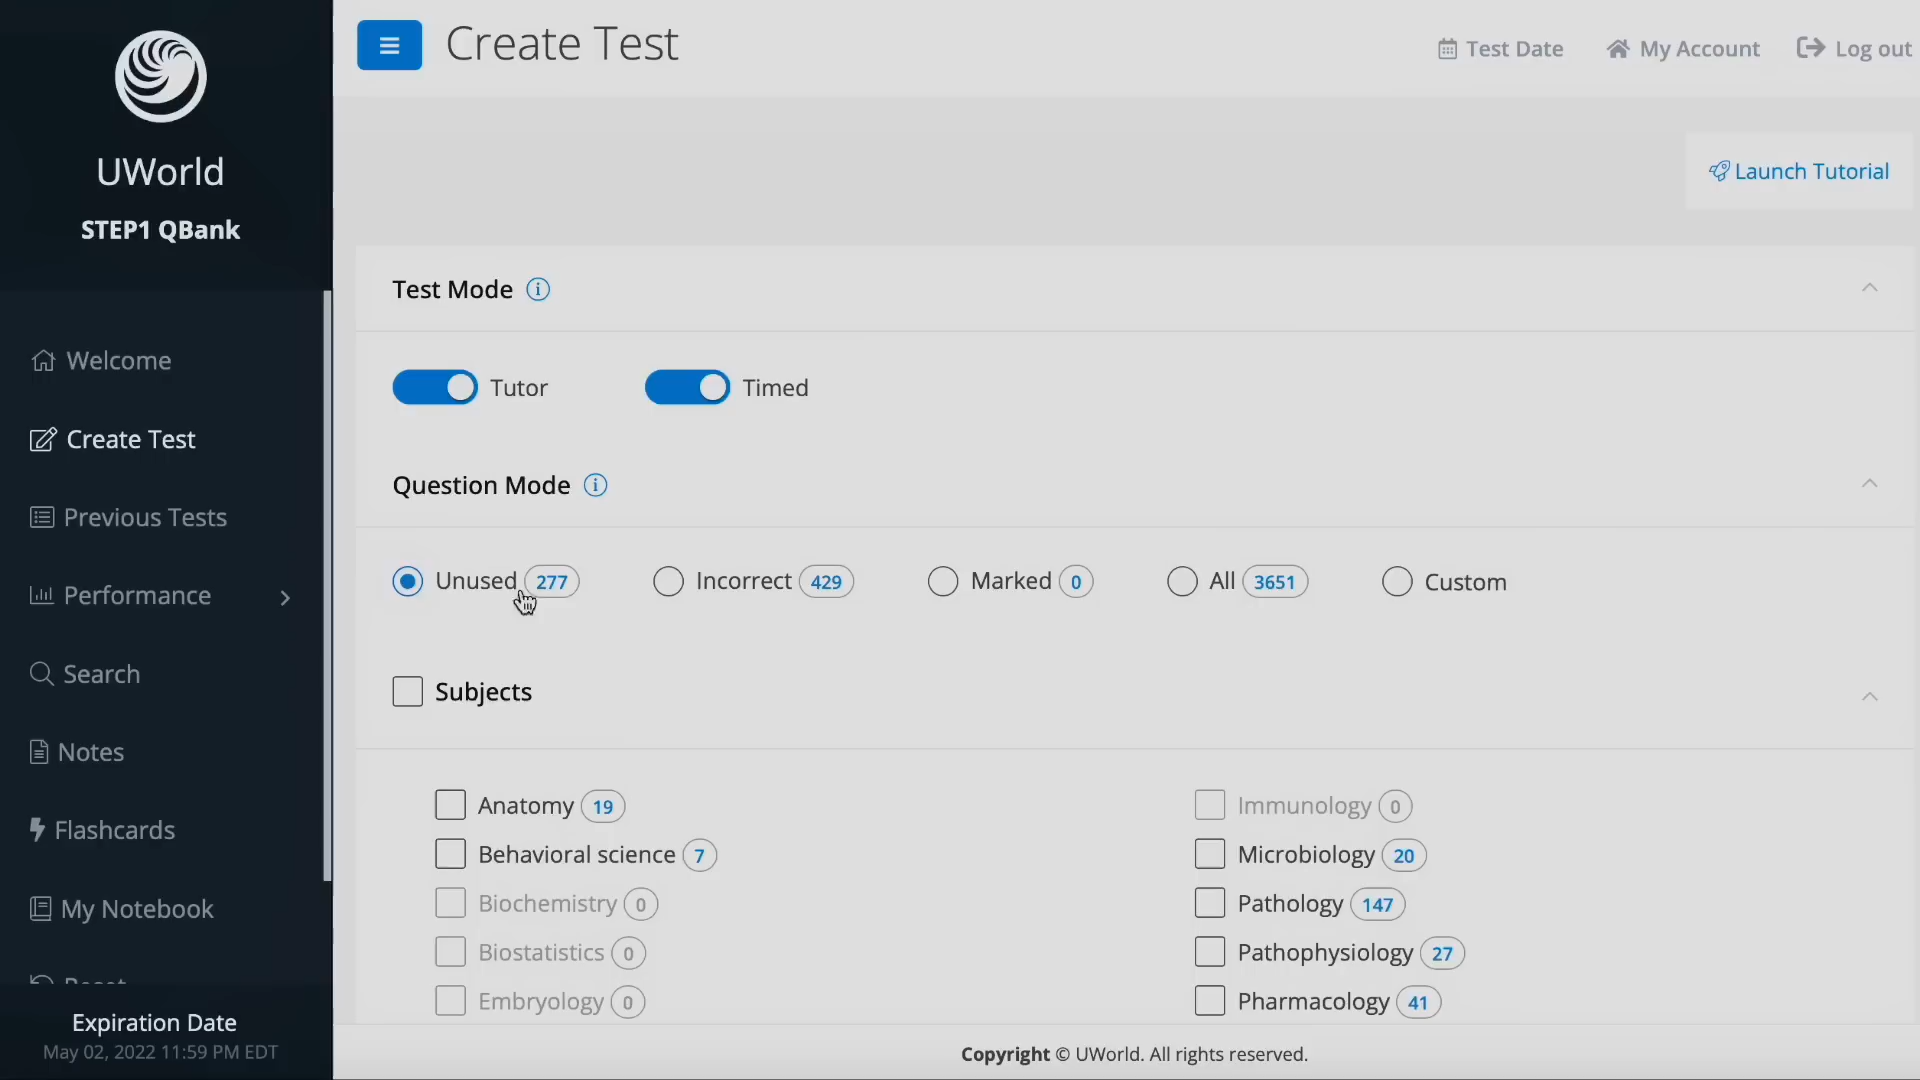 UWorld
STEP1 QBank
Welcome
Create Test
Previous Tests
Performance
Search
Notes
Flashcards
My Notebook
Reset
Expiration Date
May 02, 2022 11:59 PM EDT
Create Test
Test Date
My Account
Log out
Launch Tutorial
Test Mode
Tutor
Timed
Question Mode
Unused 277
Incorrect 429
Marked 0
All 3651
Custom
Subjects
Anatomy 19
Behavioral science 7
Biochemistry 0
Biostatistics 0
Embryology 0
Immunology 0
Microbiology 20
Pathology 147
Pathophysiology 27
Pharmacology 41
Copyright © UWorld. All rights reserved.